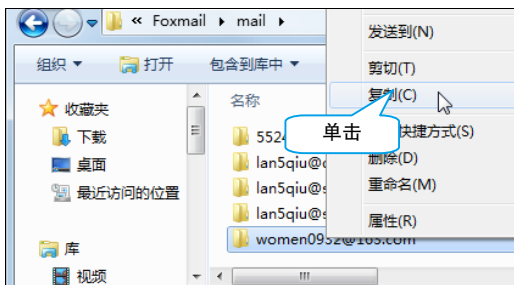 « Foxmail ▸ mail ▸
组织 ▼ 打开 包含到库中 ▼
收藏夹
下载
桌面
最近访问的位置
库
视频
名称
552
lan5qiu@
lan5qiu@s
lan5qiu@s
women0932@163.com
发送到(N)
剪切(T)
复制(C)
快捷方式(S)
删除(D)
重命名(M)
属性(R)
单击